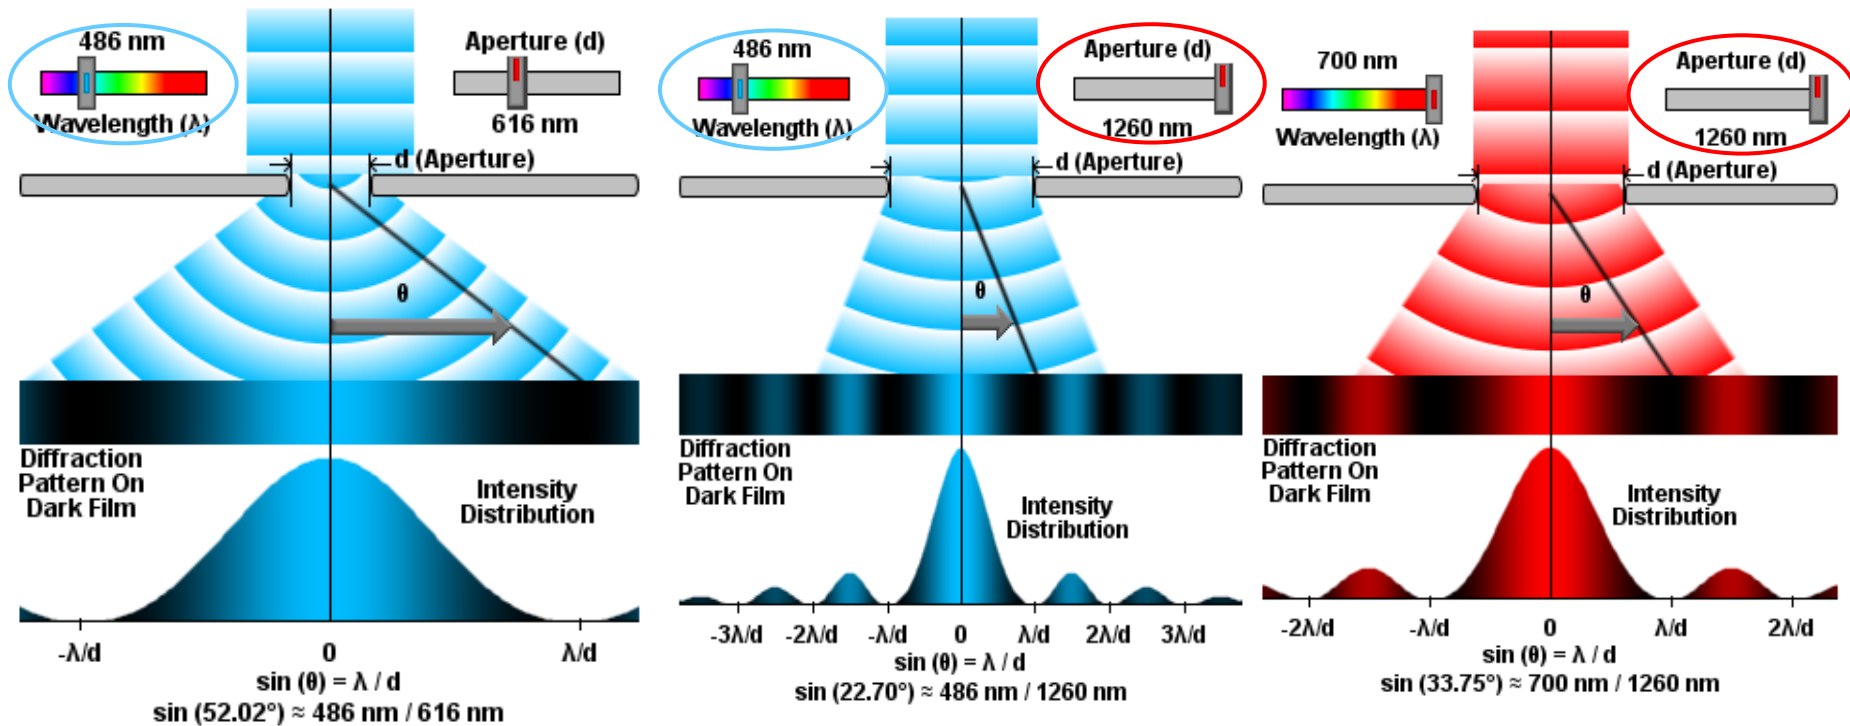 486 nm
Wavelength (λ)
Aperture (d)
616 nm
d (Aperture)
θ
Diffraction
Pattern On
Dark Film
Intensity
Distribution
-λ/d
0
λ/d
sin (θ) = λ / d
sin (52.02°) ≈ 486 nm / 616 nm
486 nm
Wavelength (λ)
Aperture (d)
1260 nm
d (Aperture)
θ
Diffraction
Pattern On
Dark Film
Intensity
Distribution
-3λ/d
-2λ/d
-λ/d
0
λ/d
2λ/d
3λ/d
sin (θ) = λ / d
sin (22.70°) ≈ 486 nm / 1260 nm
700 nm
Wavelength (λ)
Aperture (d)
1260 nm
d (Aperture)
θ
Diffraction
Pattern On
Dark Film
Intensity
Distribution
-2λ/d
-λ/d
0
λ/d
2λ/d
sin (θ) = λ / d
sin (33.75°) ≈ 700 nm / 1260 nm